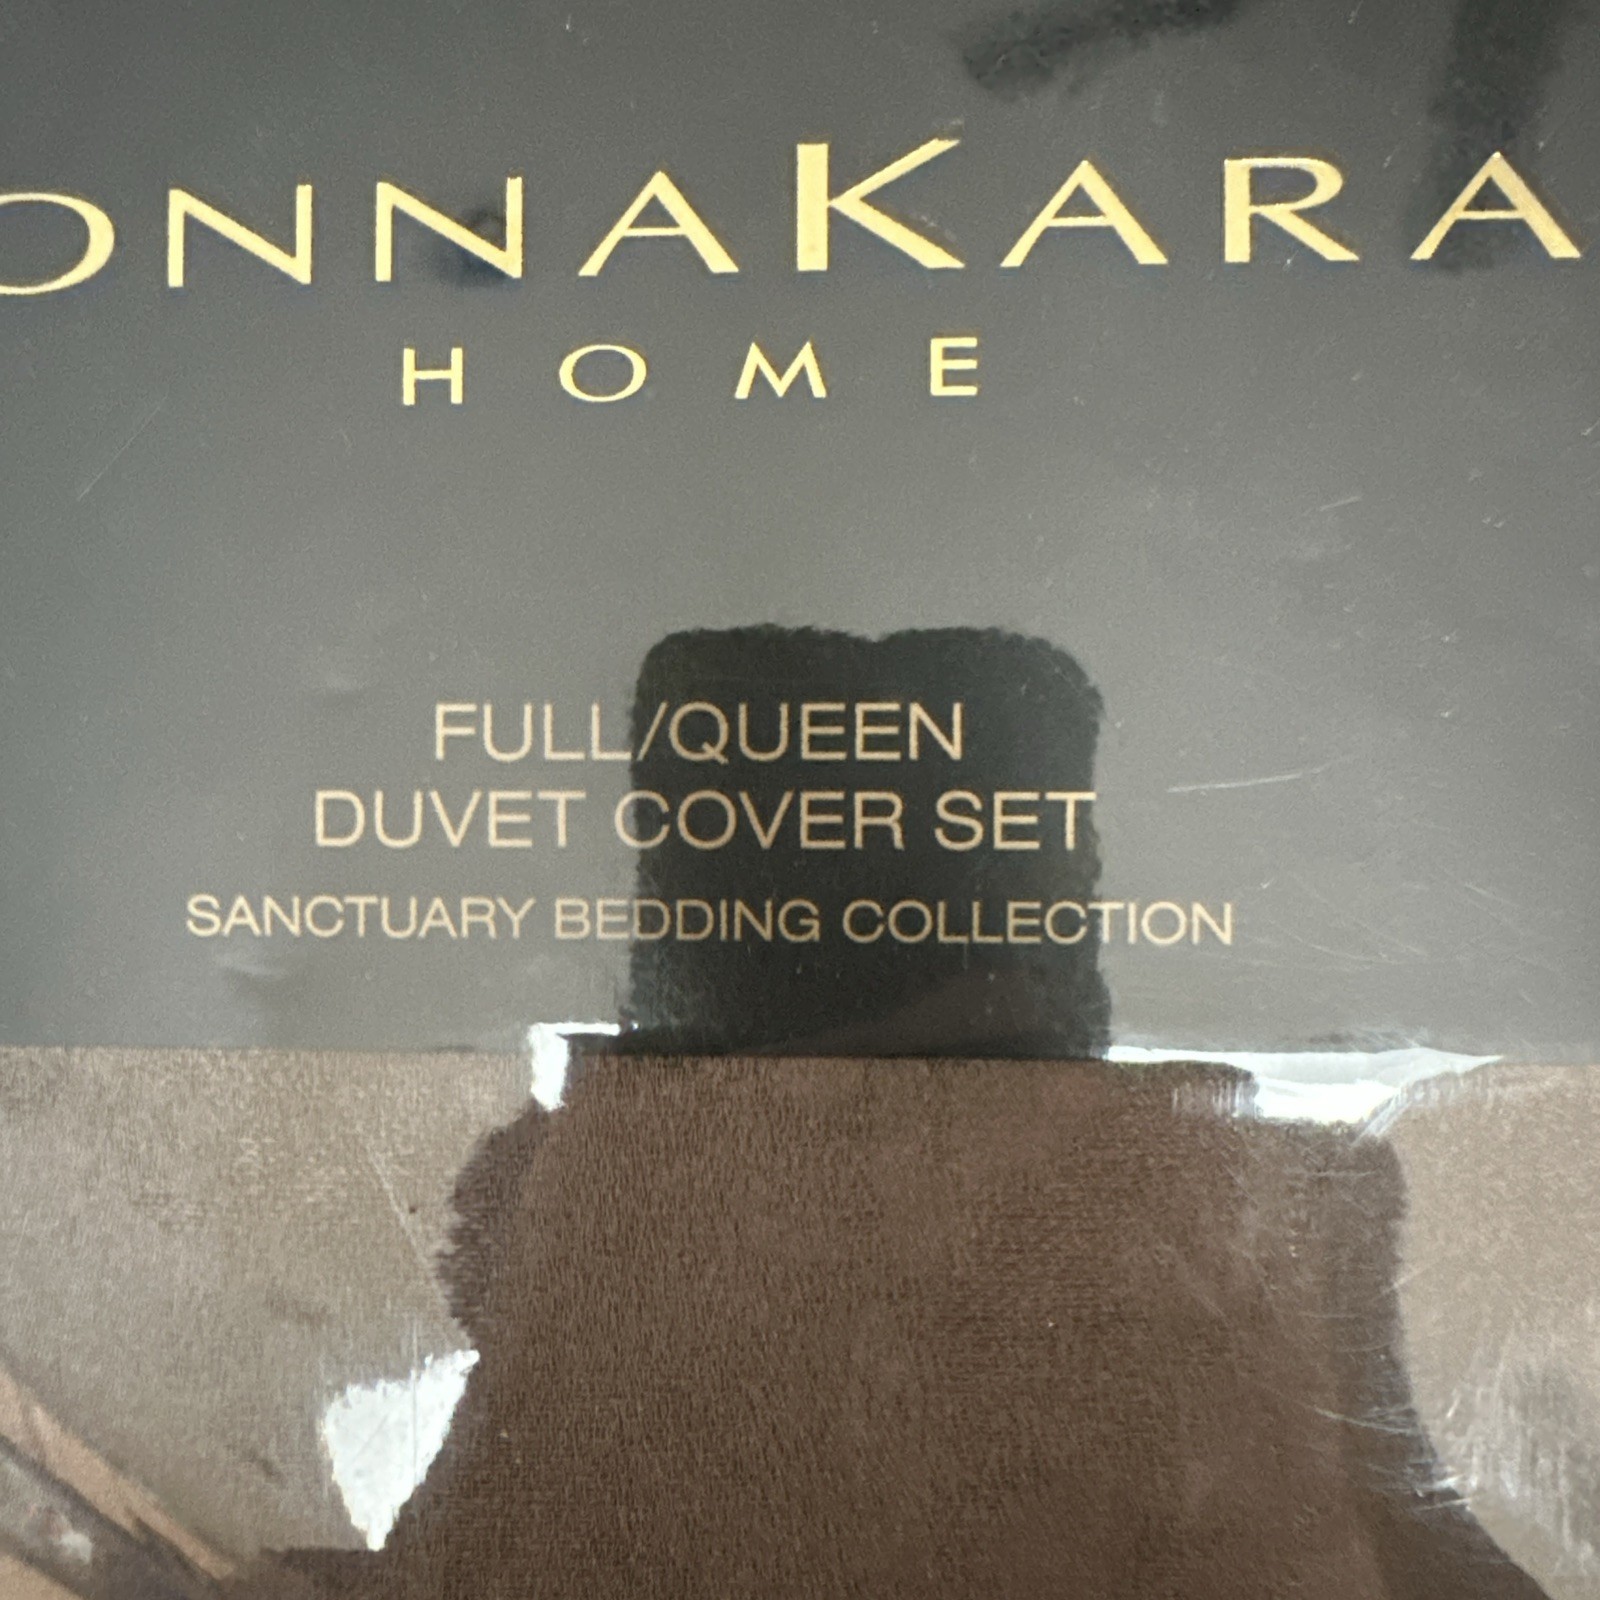 ONNAKARA
HOME
FULL/QUEEN
DUVET COVER SET
SANCTUARY BEDDING COLLECTION